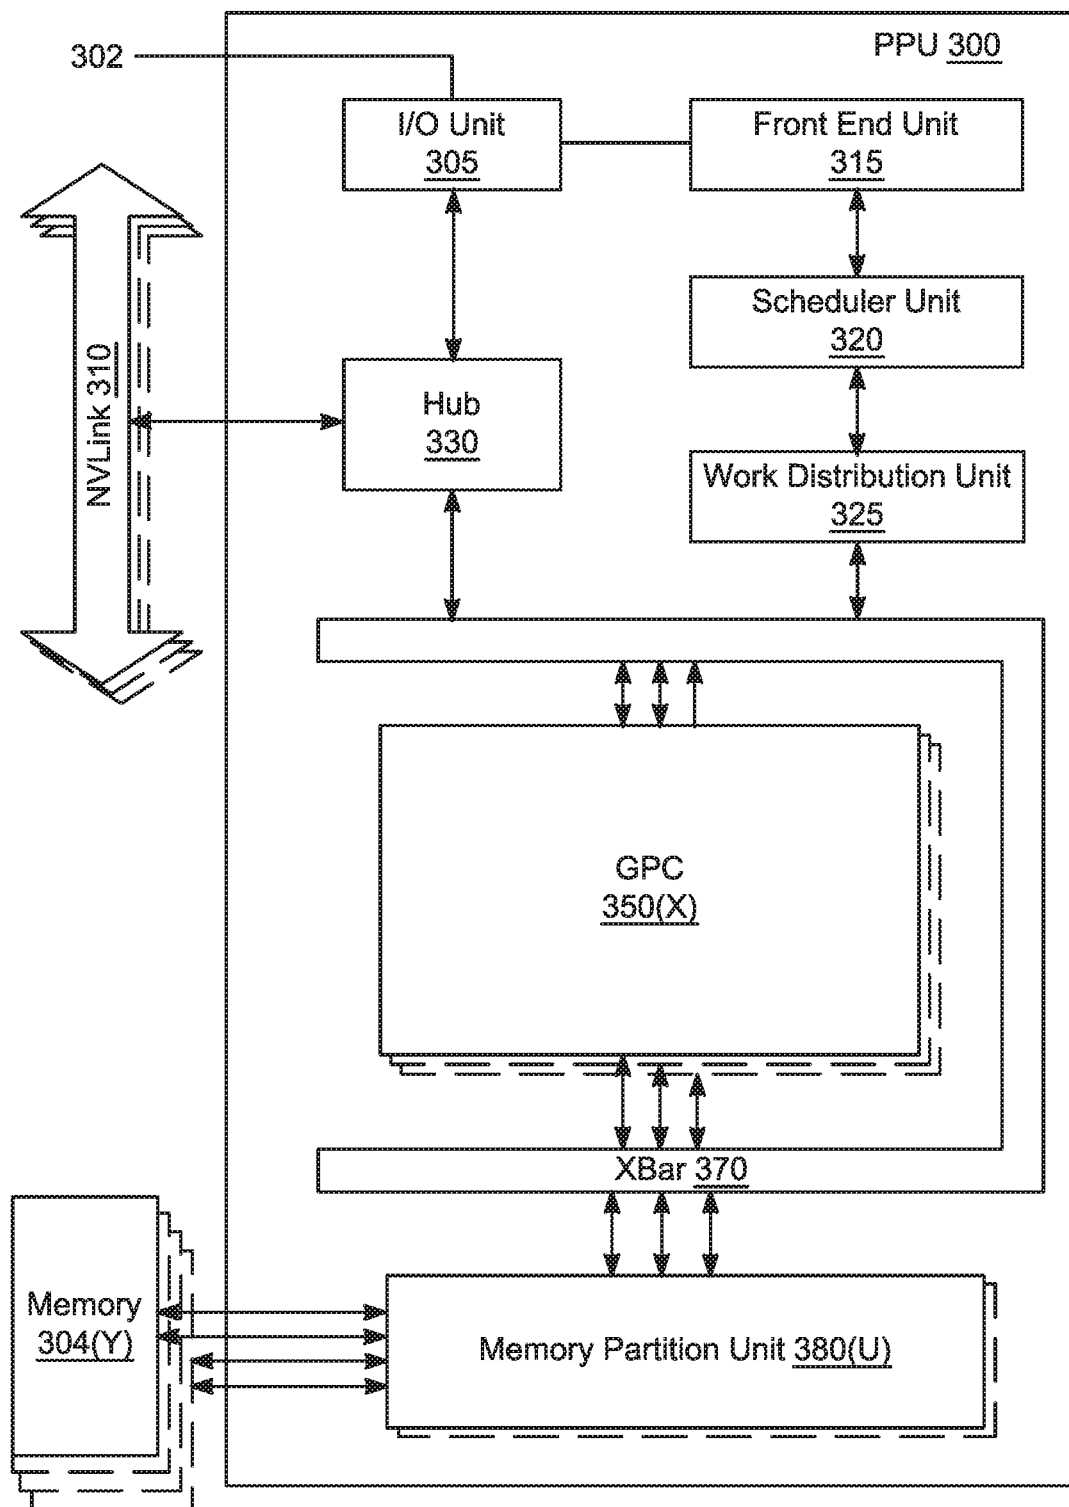 PPU 300
302
I/O Unit
305
Front End Unit
315
Scheduler Unit
320
NVLink 310
Hub
330
Work Distribution Unit
325
GPC
350(X)
XBar 370
Memory
304(Y)
Memory Partition Unit 380(U)